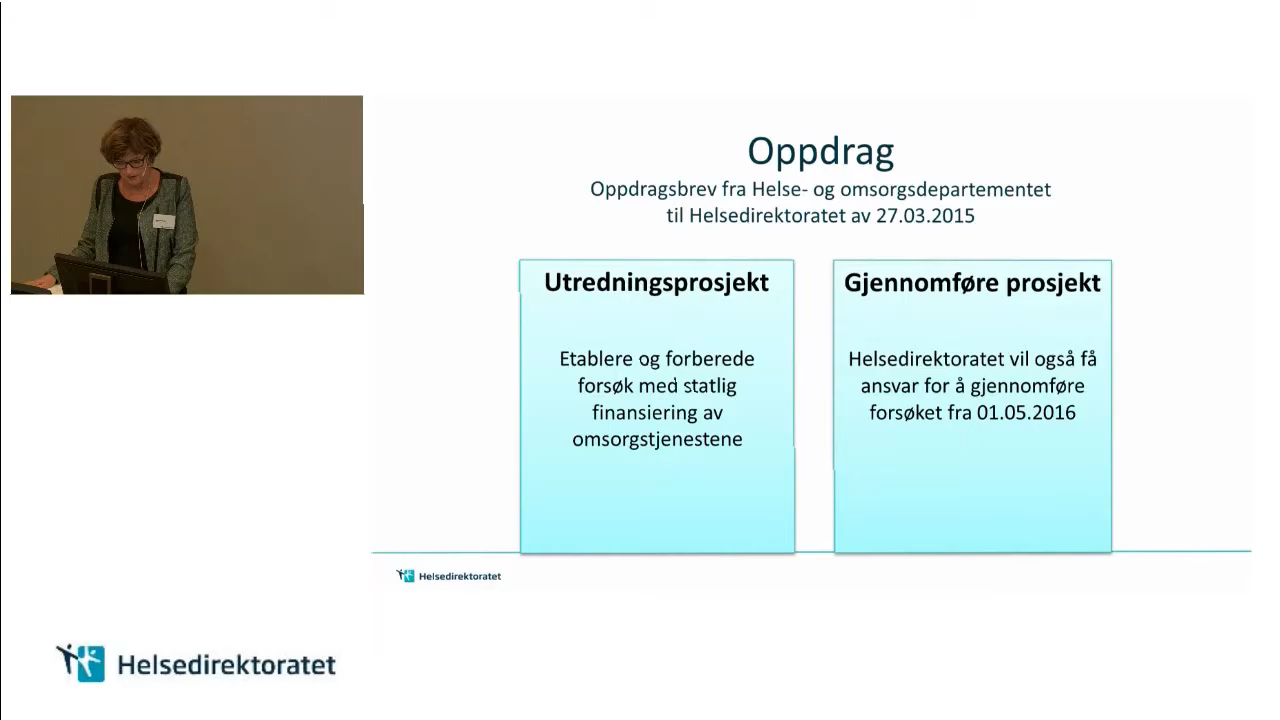 Oppdrag
Oppdragsbrev fra Helse- og omsorgsdepartementet
til Helsedirektoratet av 27.03.2015
Utredningsprosjekt
Etablere og forberede
forsøk med statlig
finansiering av
omsorgstjenestene
Gjennomføre prosjekt
Helsedirektoratet vil også få
ansvar for å gjennomføre
forsøket fra 01.05.2016
Helsedirektoratet
Helsedirektoratet